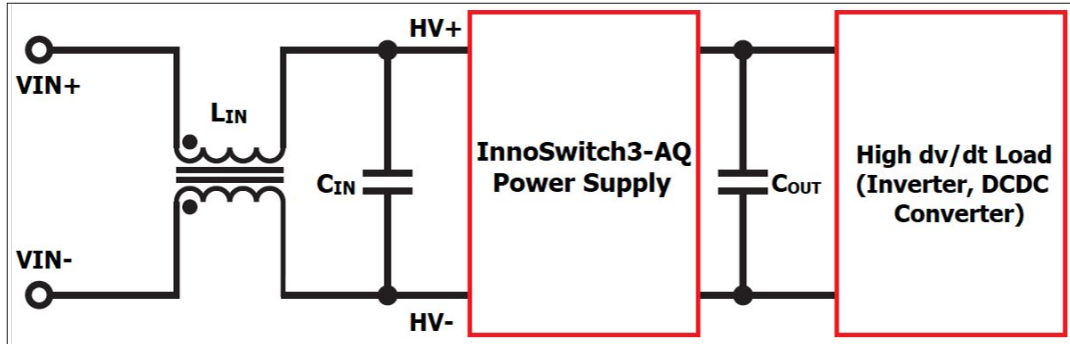 HV+
VIN+
LIN
CIN
InnoSwitch3-AQ
Power Supply
COUT
High dv/dt Load
(Inverter, DCDC
Converter)
VIN-
HV-